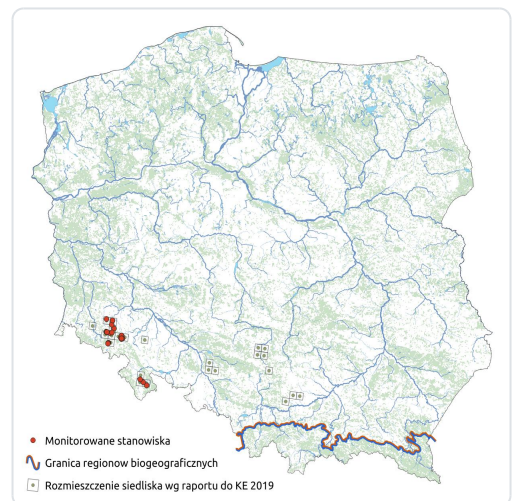 Monitorowane stanowiska
Granica regionow biogeograficznych
Rozmieszczenie siedliska wg raportu do KE 2019